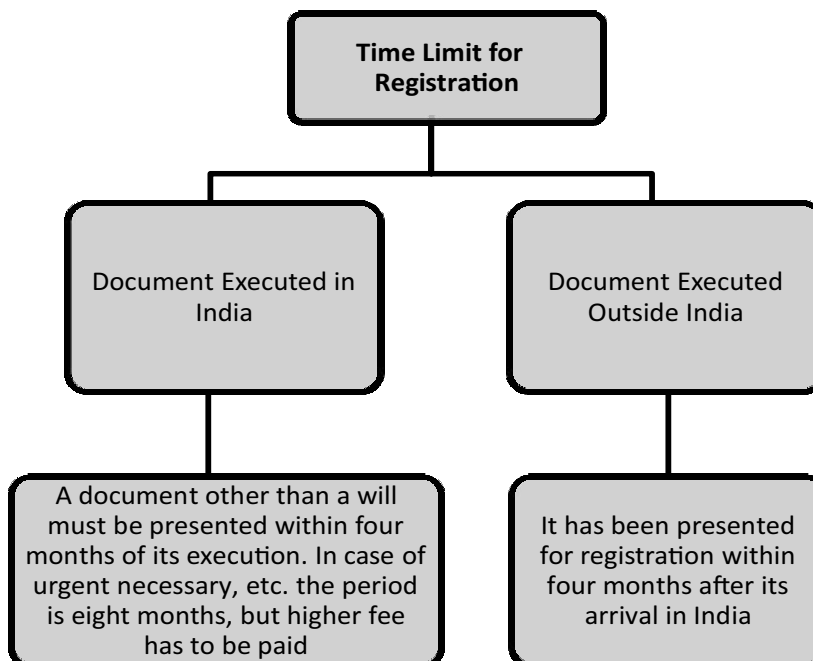 Time Limit for
Registration
Document Executed in
India
Document Executed
Outside India
A document other than a will
must be presented within four
months of its execution. In case of
urgent necessary, etc. the period
is eight months, but higher fee
has to be paid
It has been presented
for registration within
four months after its
arrival in India